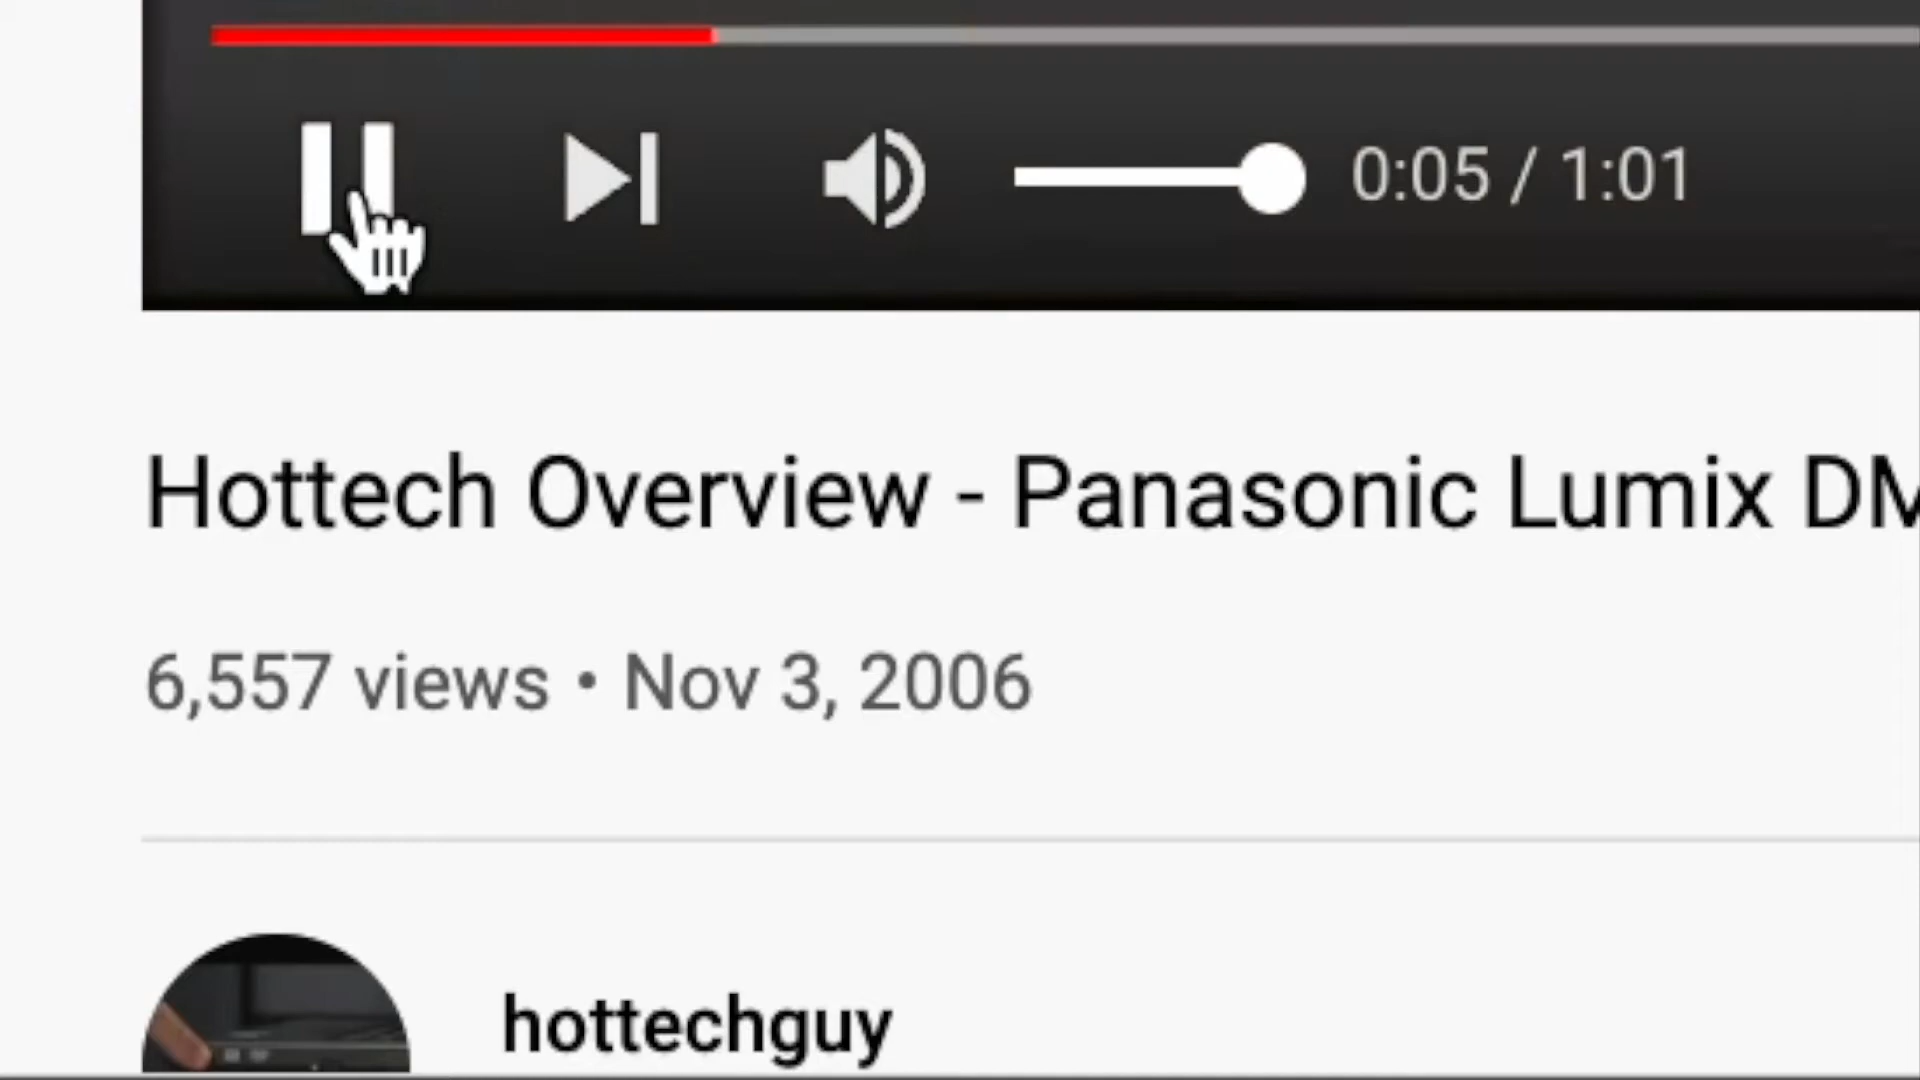 0:05 / 1:01
Hottech Overview - Panasonic Lumix DM
6,557 views • Nov 3, 2006
hottechguy